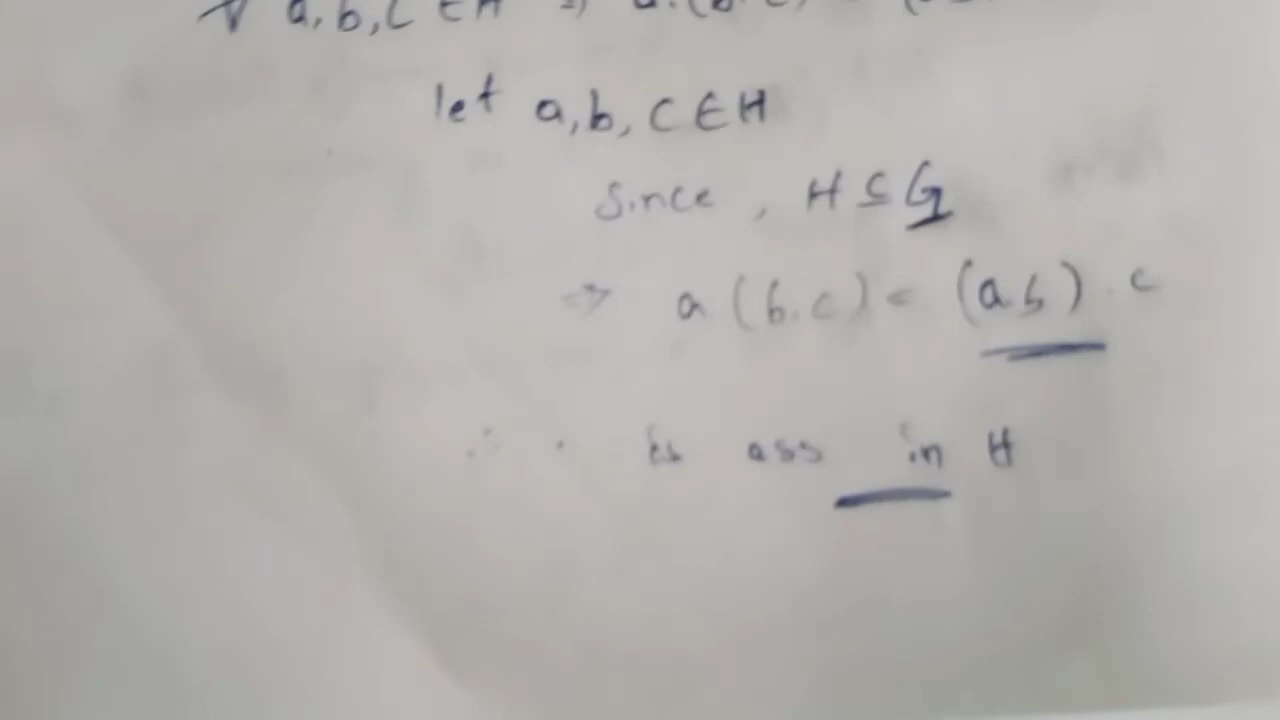 ∀ a, b, c ∈ H ⇒ a.(b.c) = (
let a, b, c ∈ H
Since, H ⊆ G
⇒ a (b.c) = (a.b) . c
∴ . is ass in H